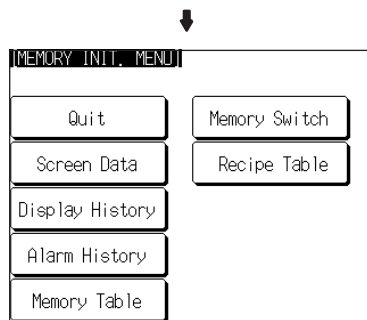 [MEMORY INIT. MENU]
Quit
Screen Data
Display History
Alarm History
Memory Table
Memory Switch
Recipe Table